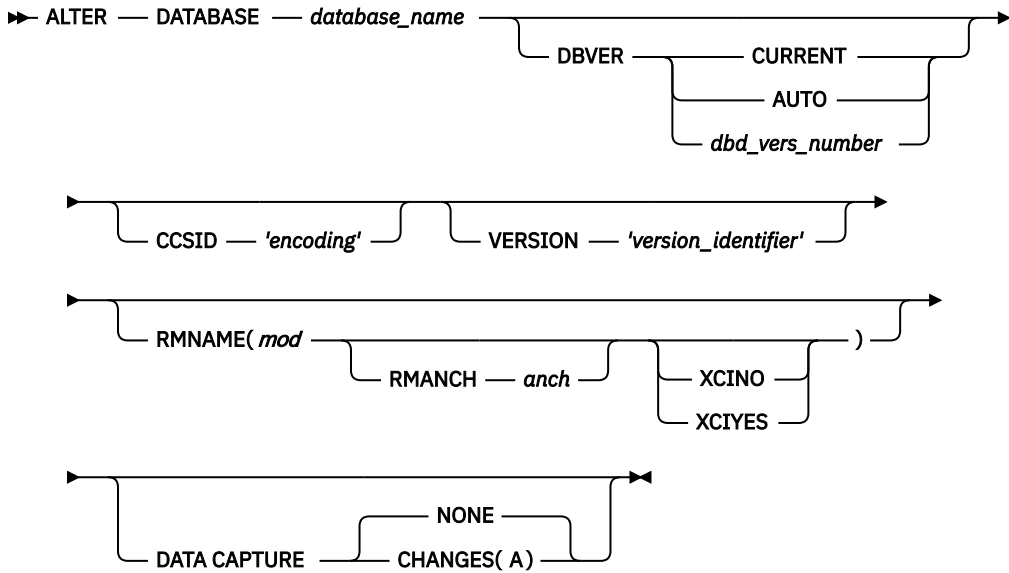 ALTER DATABASE database_name
DBVER CURRENT
AUTO
dbd_vers_number
CCSID 'encoding' VERSION 'version_identifier'
RMNAME( mod )
RMANCH anch XCINO
XCIYES
NONE
DATA CAPTURE CHANGES( A )